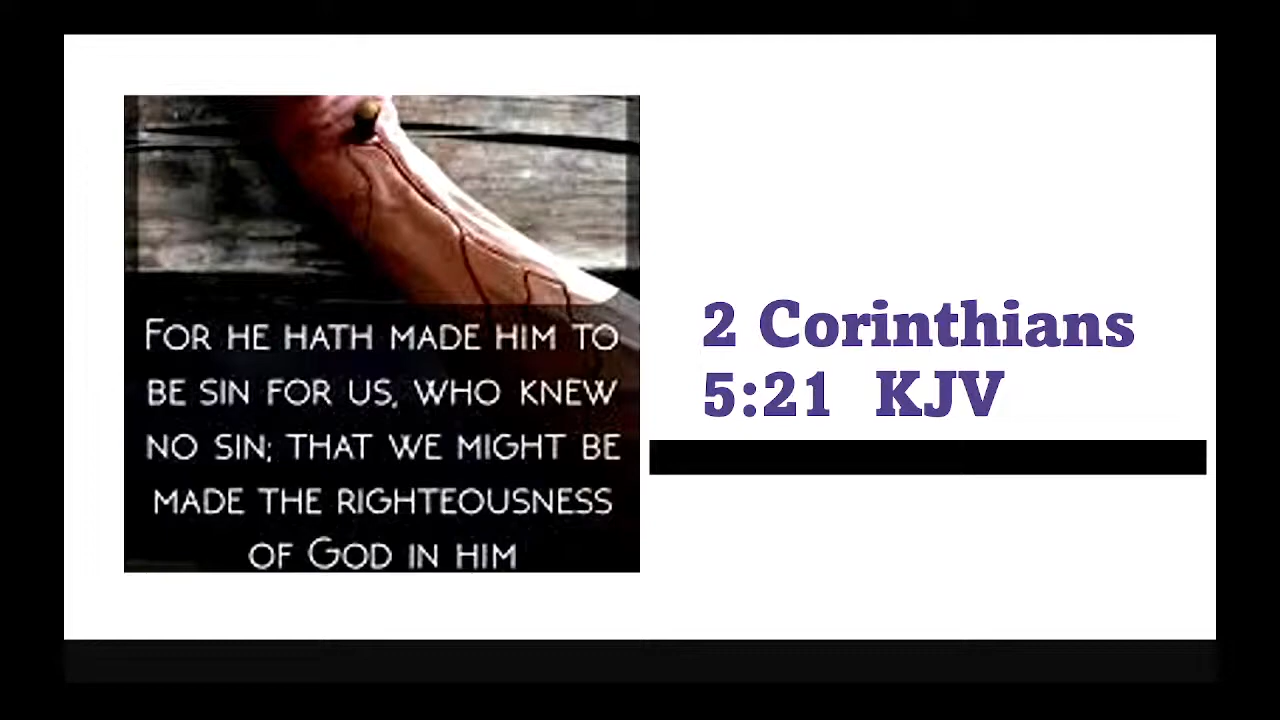 FOR HE HATH MADE HIM TO
BE SIN FOR US, WHO KNEW
NO SIN; THAT WE MIGHT BE
MADE THE RIGHTEOUSNESS
OF GOD IN HIM
2 Corinthians
5:21 KJV